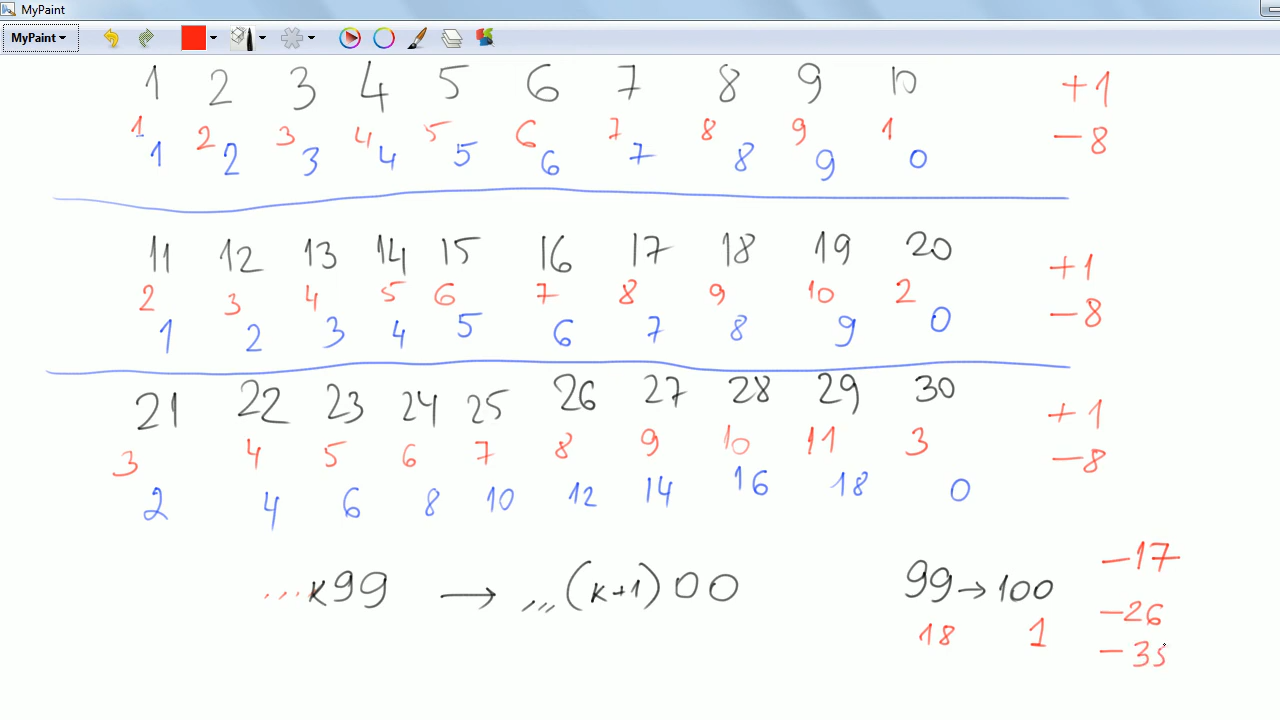 MyPaint
MyPaint
1 2 3 4 5 6 7 8 9 10 +1
1 2 3 4 5 6 7 8 9 1 -8
1 2 3 4 5 6 7 8 9 0
11 12 13 14 15 16 17 18 19 20 +1
2 3 4 5 6 7 8 9 10 2 -8
1 2 3 4 5 6 7 8 9 0
21 22 23 24 25 26 27 28 29 30 +1
3 4 5 6 7 8 9 10 11 3 -8
2 4 6 8 10 12 14 16 18 0
...k99 → ...(k+1)00 99→100 -17
18 1 -26
-35